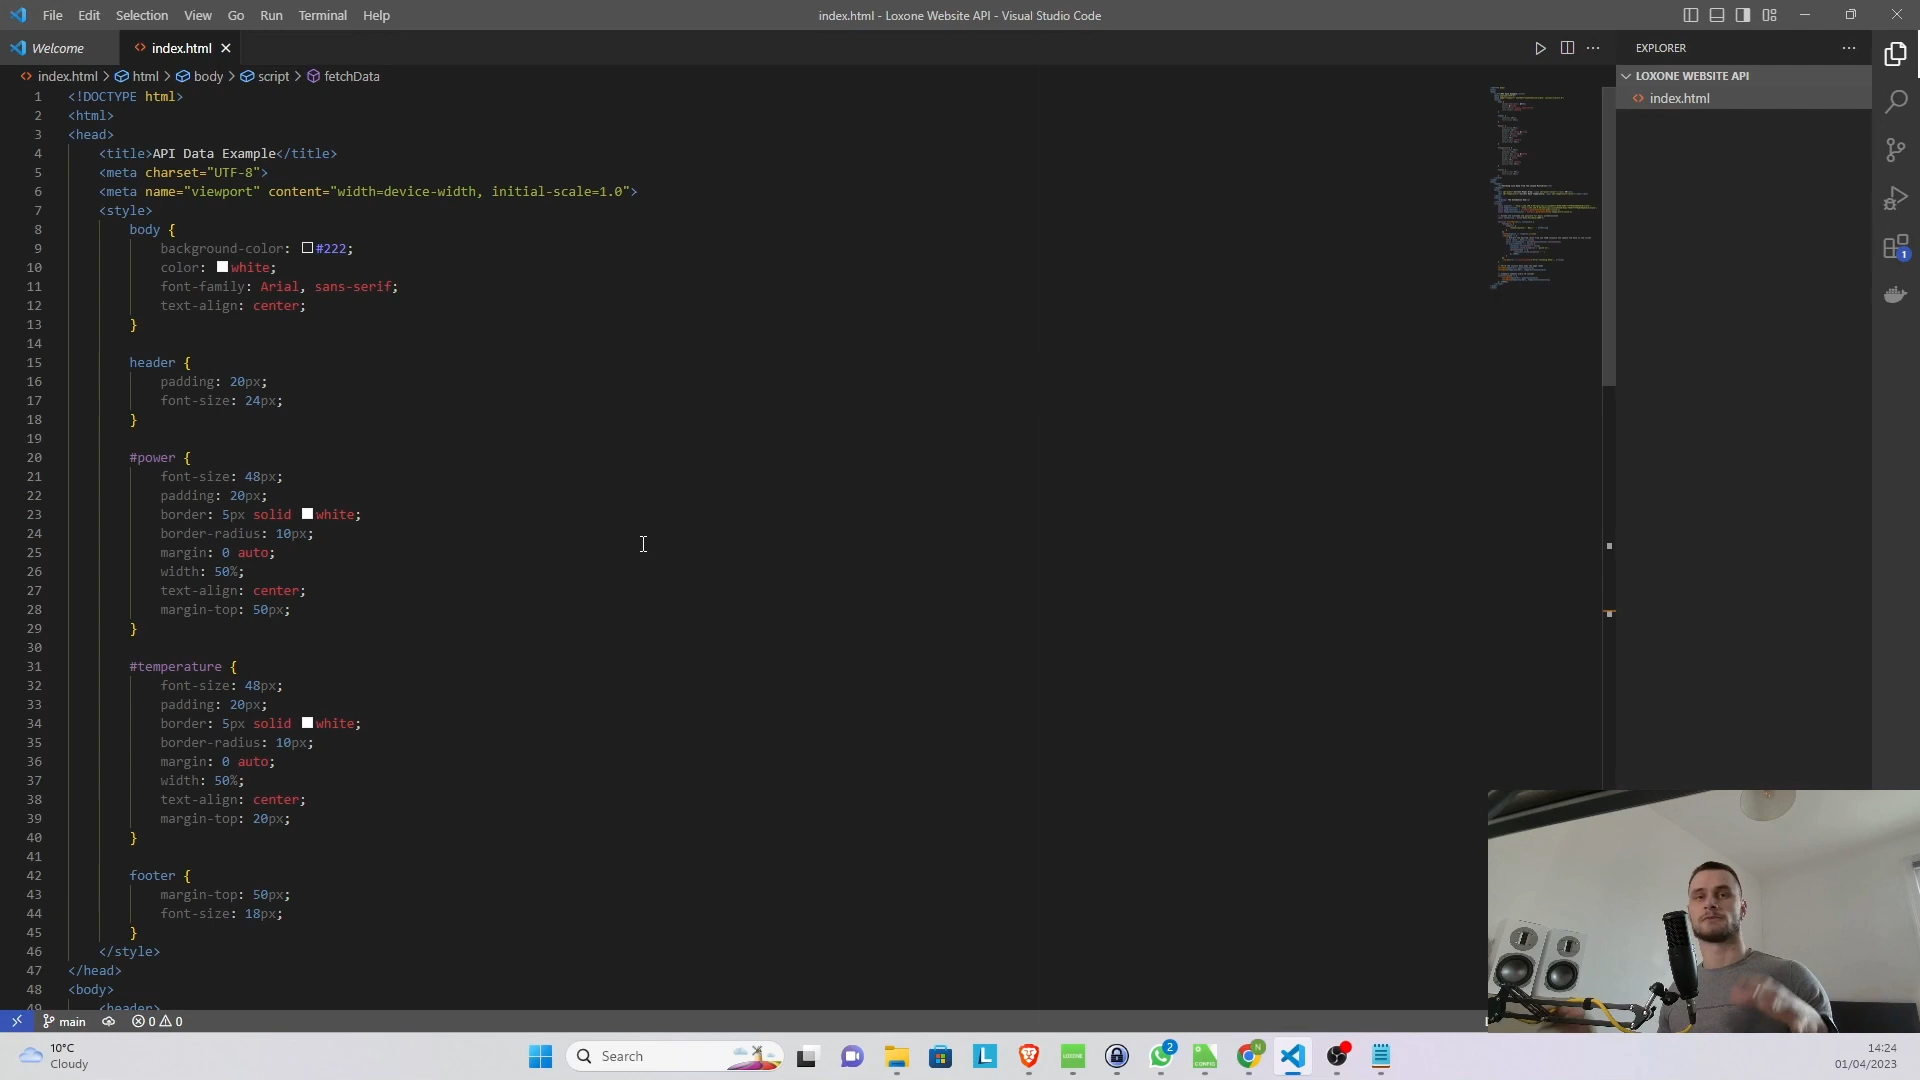 File Edit Selection View Go Run Terminal Help
index.html - Loxone Website API - Visual Studio Code
Welcome
index.html
EXPLORER
index.html > html > body > script > fetchData
LOXONE WEBSITE API
index.html
1 <!DOCTYPE html>
2 <html>
3 <head>
4 <title>API Data Example</title>
5 <meta charset="UTF-8">
6 <meta name="viewport" content="width=device-width, initial-scale=1.0">
7 <style>
8 body {
9 background-color: #222;
10 color: white;
11 font-family: Arial, sans-serif;
12 text-align: center;
13 }
14
15 header {
16 padding: 20px;
17 font-size: 24px;
18 }
19
20 #power {
21 font-size: 48px;
22 padding: 20px;
23 border: 5px solid white;
24 border-radius: 10px;
25 margin: 0 auto;
26 width: 50%;
27 text-align: center;
28 margin-top: 50px;
29 }
30
31 #temperature {
32 font-size: 48px;
33 padding: 20px;
34 border: 5px solid white;
35 border-radius: 10px;
36 margin: 0 auto;
37 width: 50%;
38 text-align: center;
39 margin-top: 20px;
40 }
41
42 footer {
43 margin-top: 50px;
44 font-size: 18px;
45 }
46 </style>
47 </head>
48 <body>
49 <header>
1
main 0 0
10°C
Cloudy
Search
L
LOXONE
2
CONFIG
N
14:24
01/04/2023